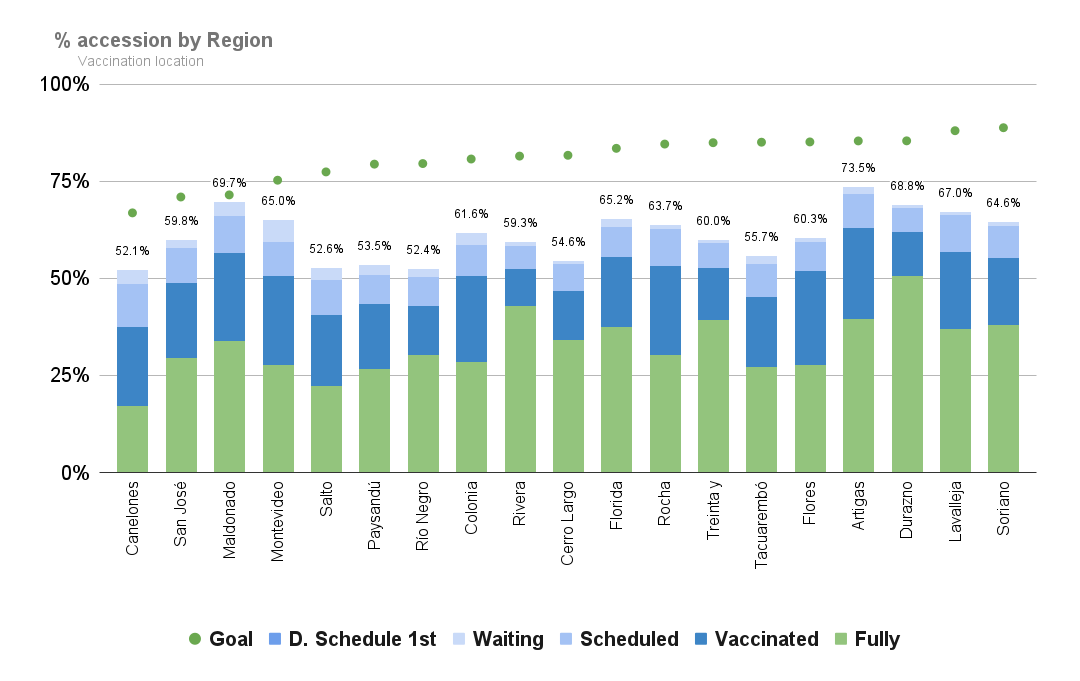 % accession by Region
Vaccination location
100%
75%
50%
25%
0%
52.1%
59.8%
69.7%
65.0%
52.6%
53.5%
52.4%
61.6%
59.3%
54.6%
65.2%
63.7%
60.0%
55.7%
60.3%
73.5%
68.8%
67.0%
64.6%
Canelones
San José
Maldonado
Montevideo
Salto
Paysandú
Río Negro
Colonia
Rivera
Cerro Largo
Florida
Rocha
Treinta y
Tacuarembó
Flores
Artigas
Durazno
Lavalleja
Soriano
Goal D. Schedule 1st Waiting Scheduled Vaccinated Fully